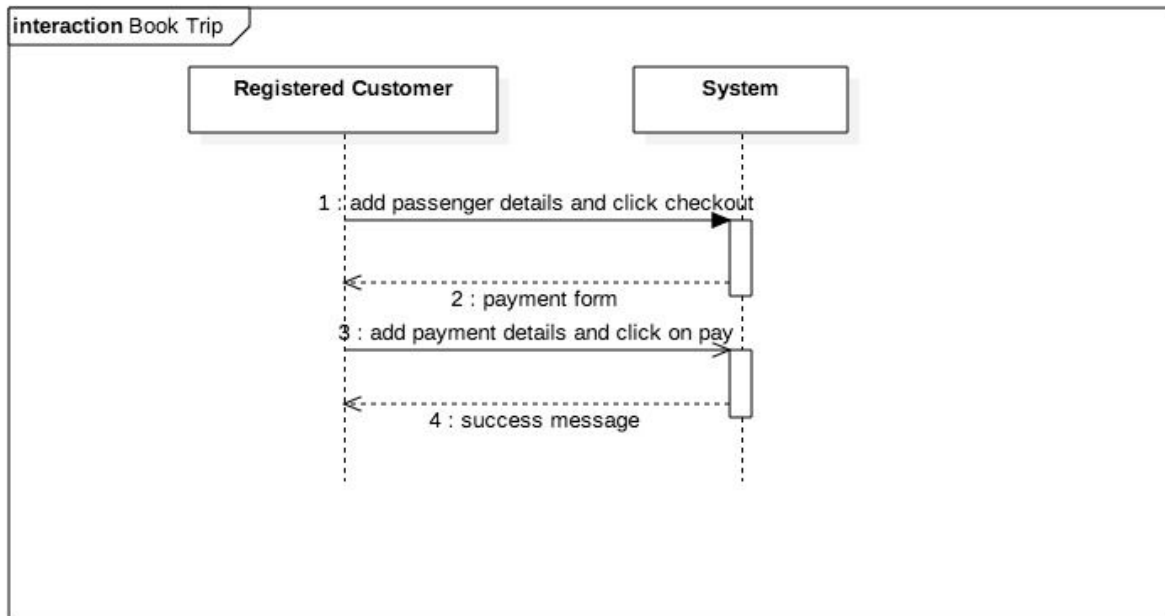 interaction Book Trip
Registered Customer
System
1 : add passenger details and click checkout
2 : payment form
3 : add payment details and click on pay
4 : success message